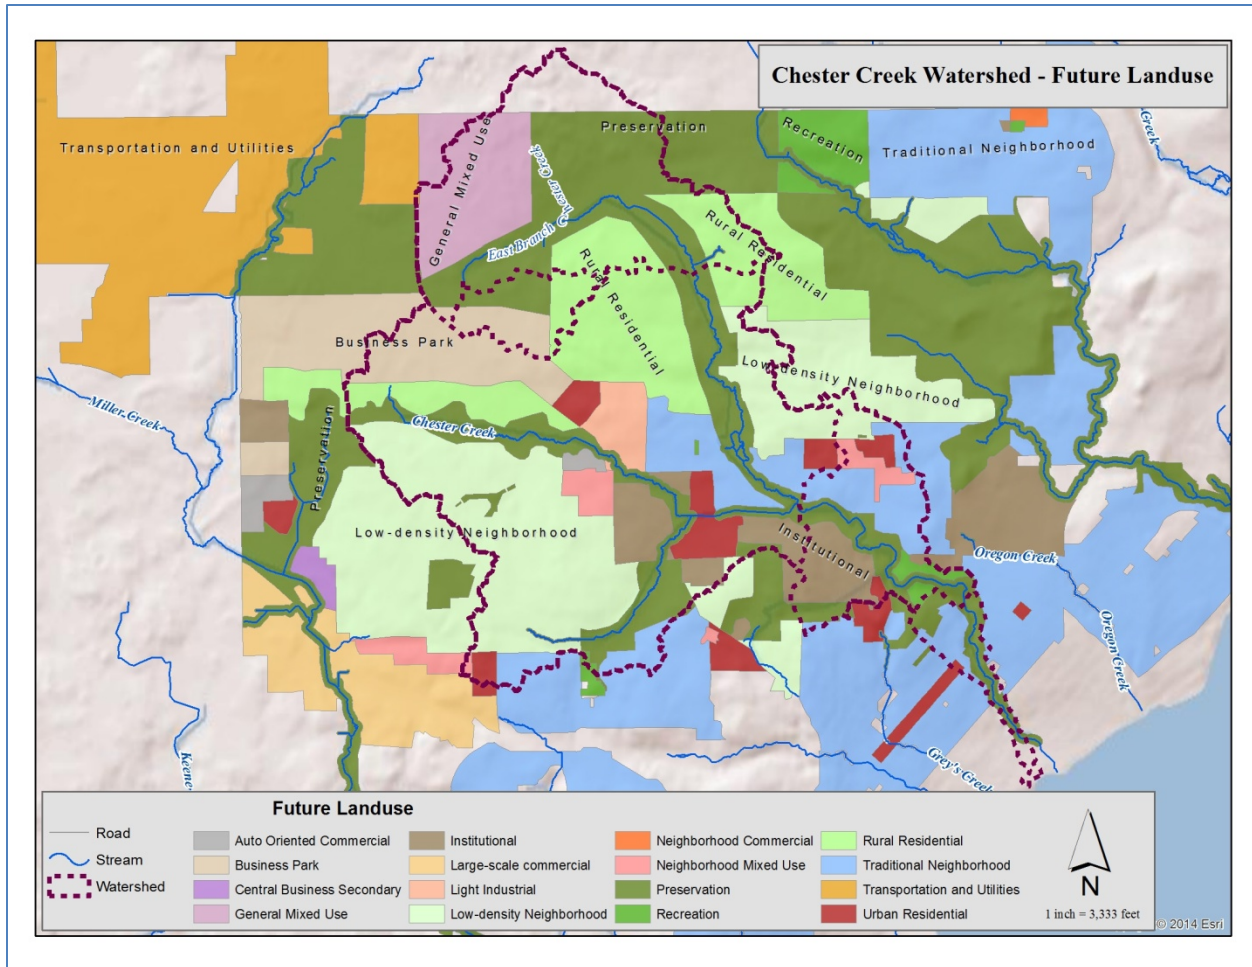 Chester Creek Watershed - Future Landuse
Creek
Preservation
Recreation
Transportation and Utilities
Traditional Neighborhood
General Mixed Use
East Branch Chester Creek
Rural Residential
Rural Residential
Business Park
Low-density Neighborhood
Miller Creek
Chester Creek
Preservation
Low-density Neighborhood
Institutional
Oregon Creek
Oregon Creek
Keene
Grey's Creek
Future Landuse
Road
Stream
Watershed
Auto Oriented Commercial
Business Park
Central Business Secondary
General Mixed Use
Institutional
Large-scale commercial
Light Industrial
Low-density Neighborhood
Neighborhood Commercial
Neighborhood Mixed Use
Preservation
Recreation
Rural Residential
Traditional Neighborhood
Transportation and Utilities
Urban Residential
N
1 inch = 3,333 feet
© 2014 Esri